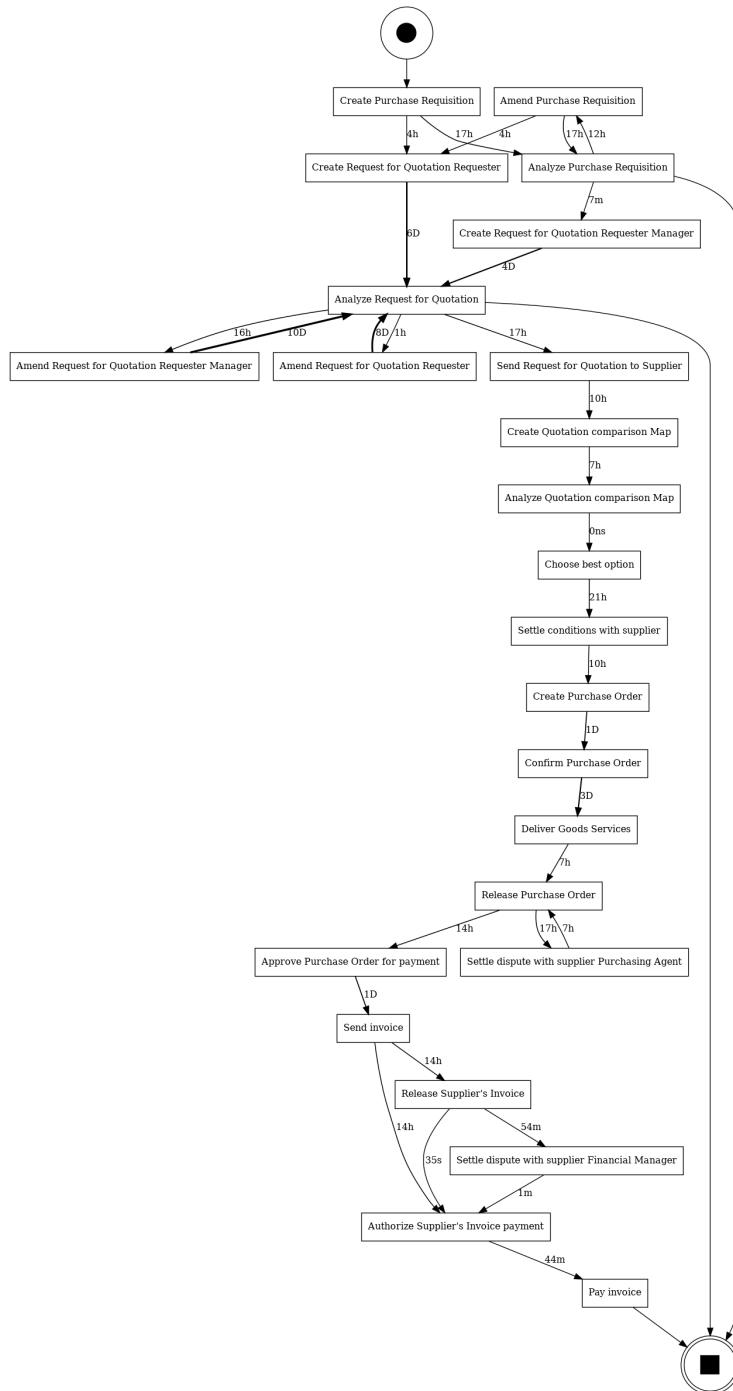 Create Purchase Requisition
Amend Purchase Requisition
4h
17h
4h
17h
12h
Create Request for Quotation Requester
Analyze Purchase Requisition
7m
6D
Create Request for Quotation Requester Manager
4D
Analyze Request for Quotation
16h
10D
8D
1h
17h
Amend Request for Quotation Requester Manager
Amend Request for Quotation Requester
Send Request for Quotation to Supplier
10h
Create Quotation comparison Map
7h
Analyze Quotation comparison Map
0ns
Choose best option
21h
Settle conditions with supplier
10h
Create Purchase Order
1D
Confirm Purchase Order
3D
Deliver Goods Services
7h
Release Purchase Order
14h
17h
7h
Approve Purchase Order for payment
Settle dispute with supplier Purchasing Agent
1D
Send invoice
14h
Release Supplier's Invoice
14h
54m
35s
Settle dispute with supplier Financial Manager
1m
Authorize Supplier's Invoice payment
44m
Pay invoice